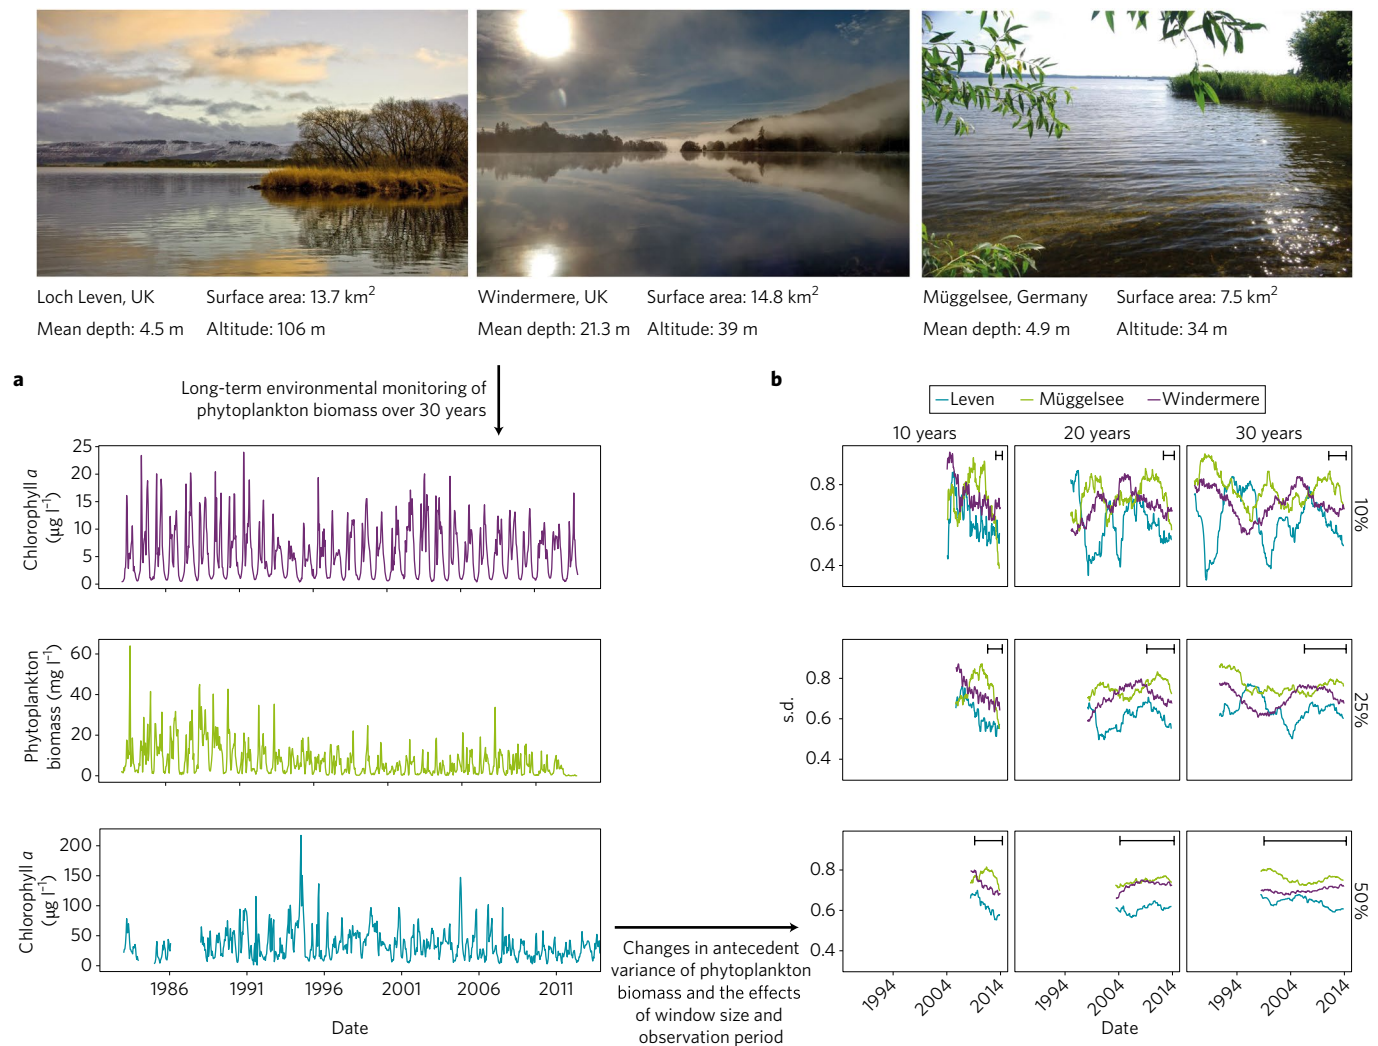 Loch Leven, UK Surface area: 13.7 km²
Mean depth: 4.5 m Altitude: 106 m
Windermere, UK Surface area: 14.8 km²
Mean depth: 21.3 m Altitude: 39 m
Müggelsee, Germany Surface area: 7.5 km²
Mean depth: 4.9 m Altitude: 34 m
a
Long-term environmental monitoring of
phytoplankton biomass over 30 years
Chlorophyll a
(μg l⁻¹)
25
20
15
10
5
0
Phytoplankton
biomass (mg l⁻¹)
60
40
20
0
Chlorophyll a
(μg l⁻¹)
200
150
100
50
0
1986 1991 1996 2001 2006 2011
Date
Changes in antecedent
variance of phytoplankton
biomass and the effects
of window size and
observation period
b
Leven Müggelsee Windermere
10 years 20 years 30 years
0.8
0.6
0.4
10%
s.d.
0.8
0.6
0.4
25%
0.8
0.6
0.4
50%
1994 2004 2014 1994 2004 2014 1994 2004 2014
Date